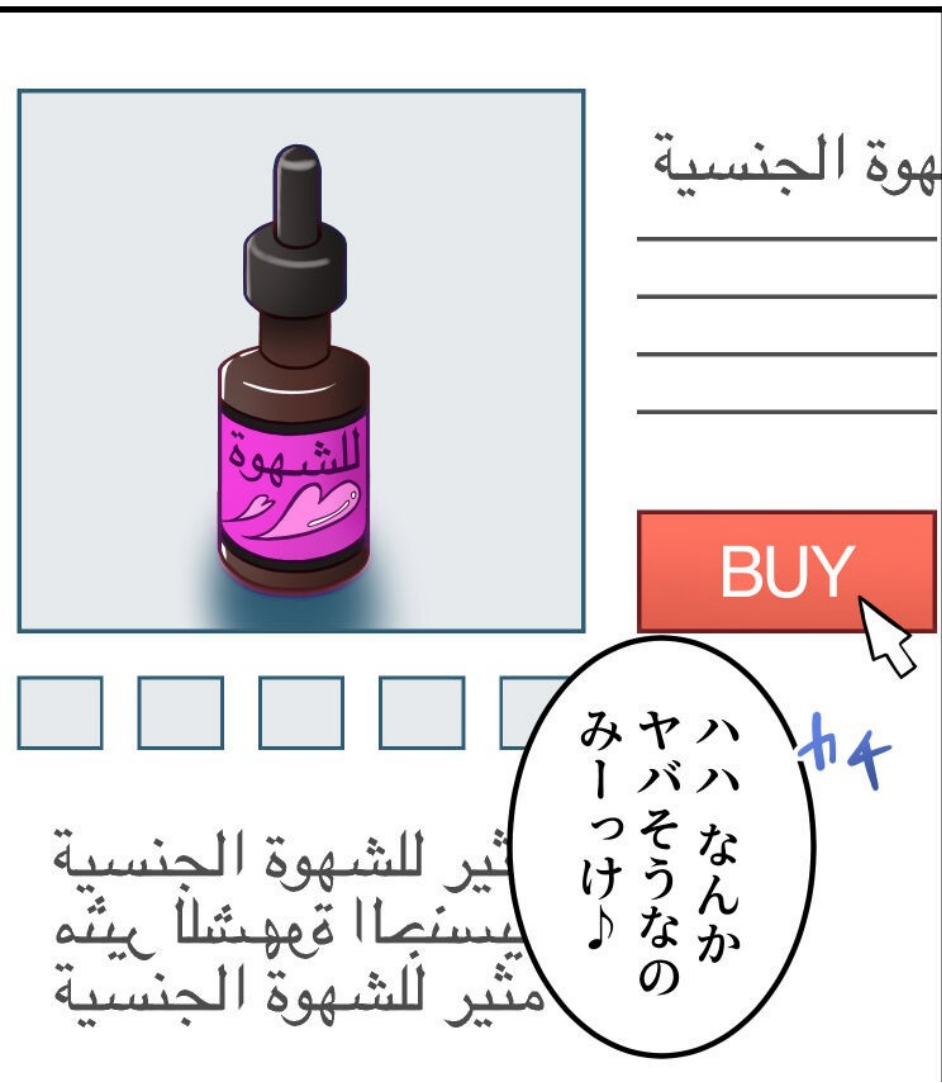 هوة الجنسية
للشهوة
BUY
カチ
ハハ なんか
ヤバそうなの
みーっけ♪
ثير للشهوة الجنسية
مثير للشهوة الجنسية